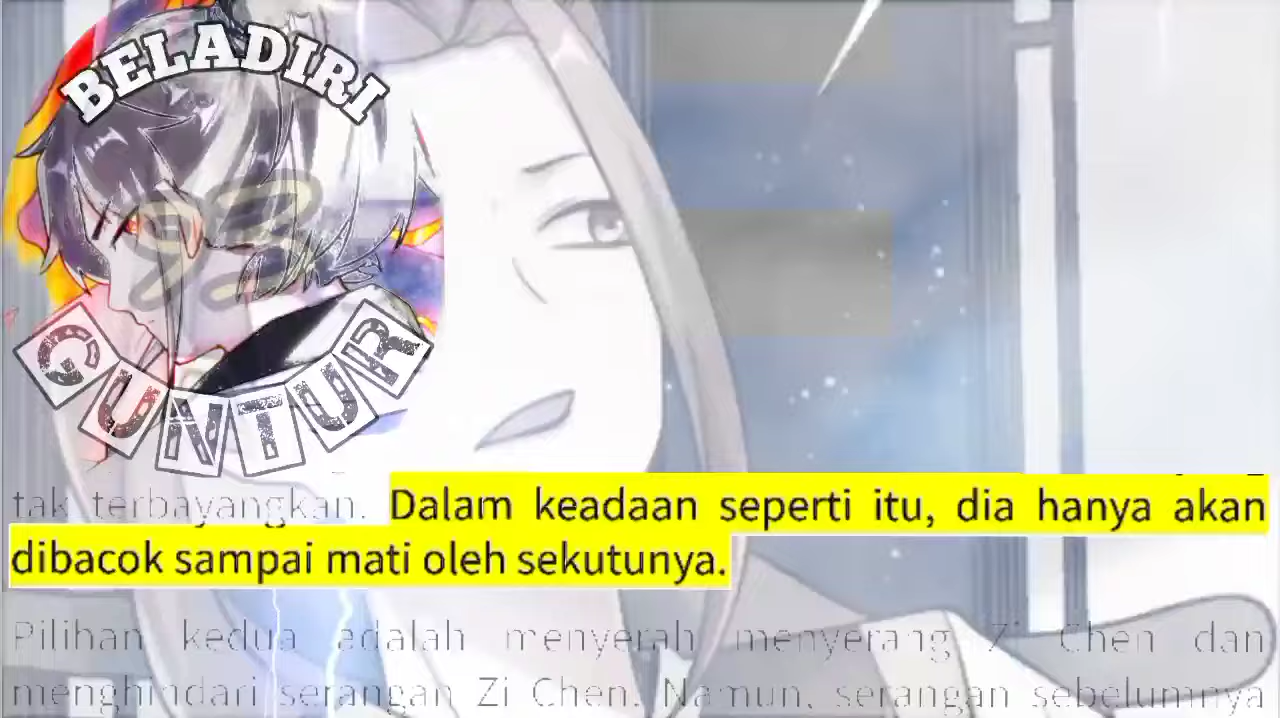 BELADIRI
GUNTUR
tak terbayangkan. Dalam keadaan seperti itu, dia hanya akan
dibacok sampai mati oleh sekutunya.
Pilihan kedua adalah menyerah menyerang Zi Chen dan
menghindari serangan Zi Chen. Namun, serangan sebelumnya